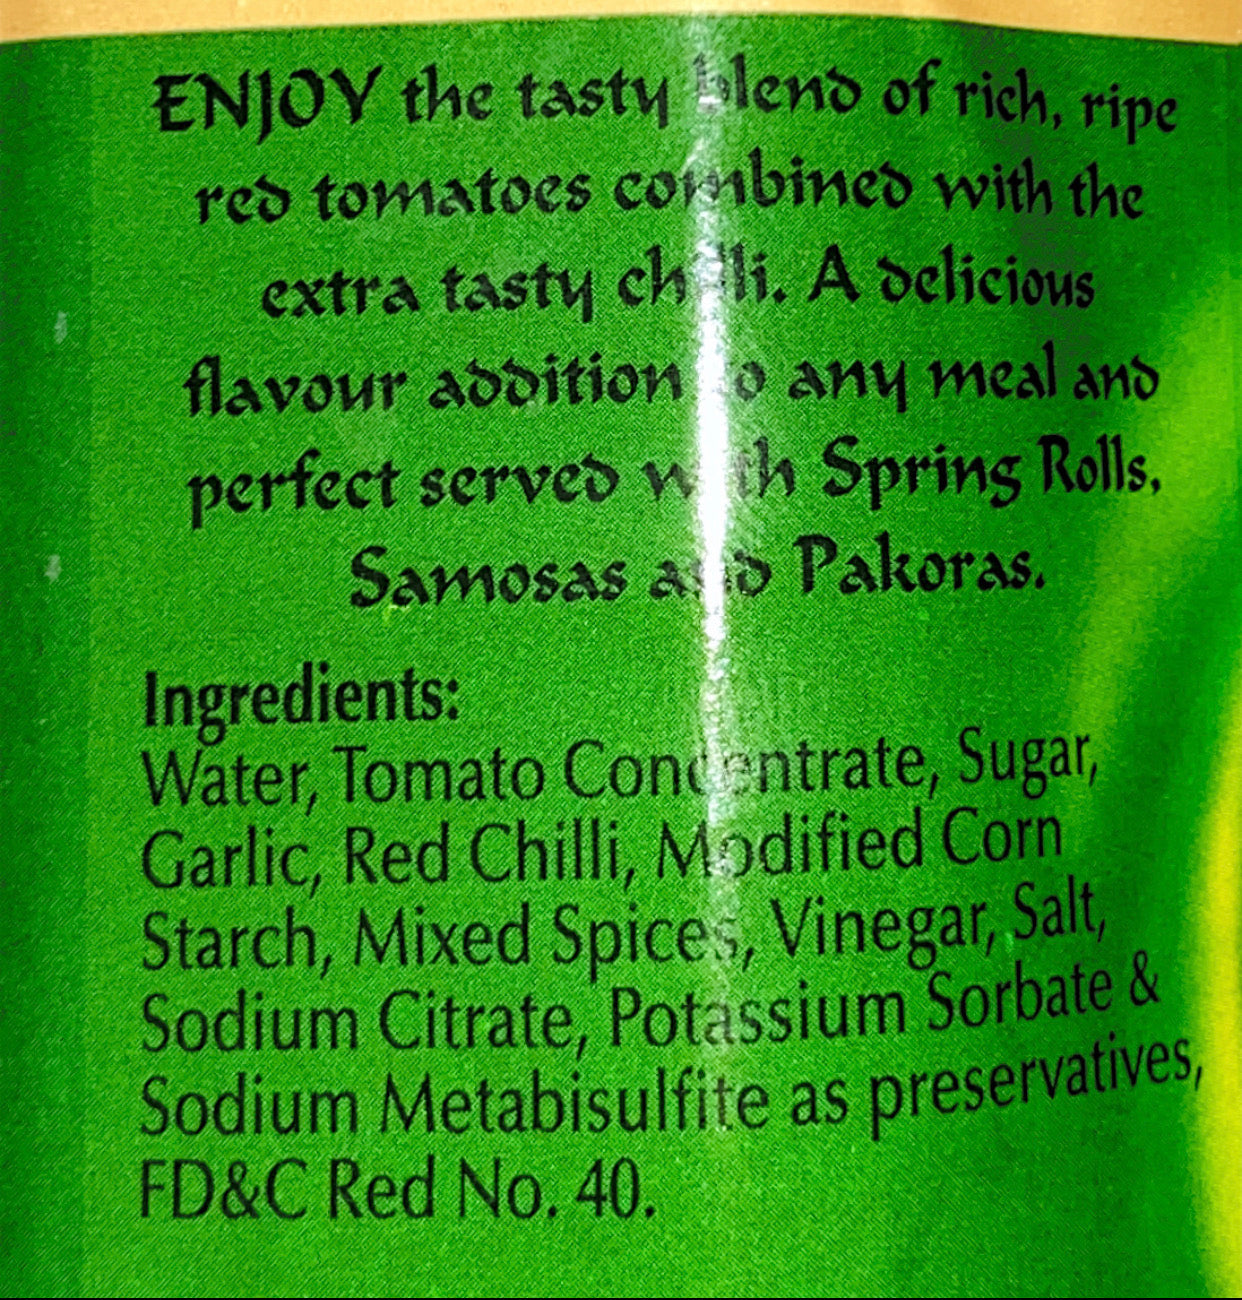 ENJOY the tasty blend of rich, ripe
red tomatoes combined with the
extra tasty chilli. A delicious
flavour addition to any meal and
perfect served with Spring Rolls,
Samosas and Pakoras.
Ingredients:
Water, Tomato Concentrate, Sugar,
Garlic, Red Chilli, Modified Corn
Starch, Mixed Spices, Vinegar, Salt,
Sodium Citrate, Potassium Sorbate &
Sodium Metabisulfite as preservatives,
FD&C Red No. 40.